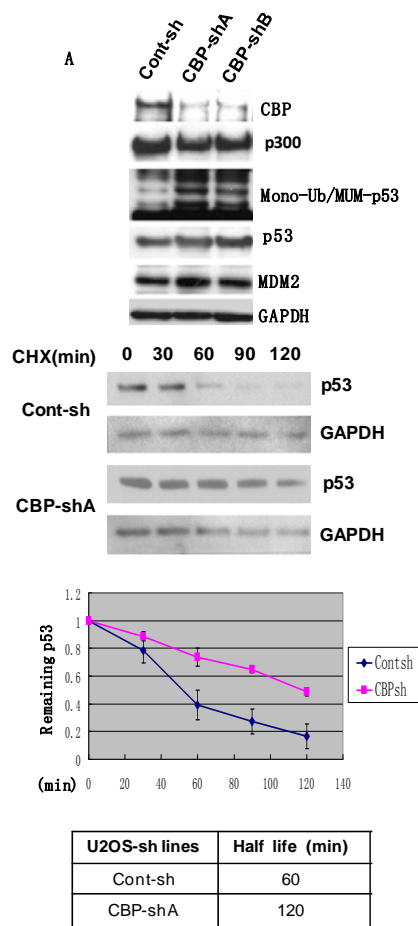 A
Cont-sh
CBP-shA
CBP-shB
CBP
p300
Mono-Ub/MUM-p53
p53
MDM2
GAPDH
CHX(min) 0 30 60 90 120
Cont-sh
p53
GAPDH
CBP-shA
p53
GAPDH
Remaining p53
1.2
1
0.8
0.6
0.4
0.2
0
(min) 0 20 40 60 80 100 120 140
Contsh
CBPsh
U2OS-sh lines Half life (min)
Cont-sh 60
CBP-shA 120